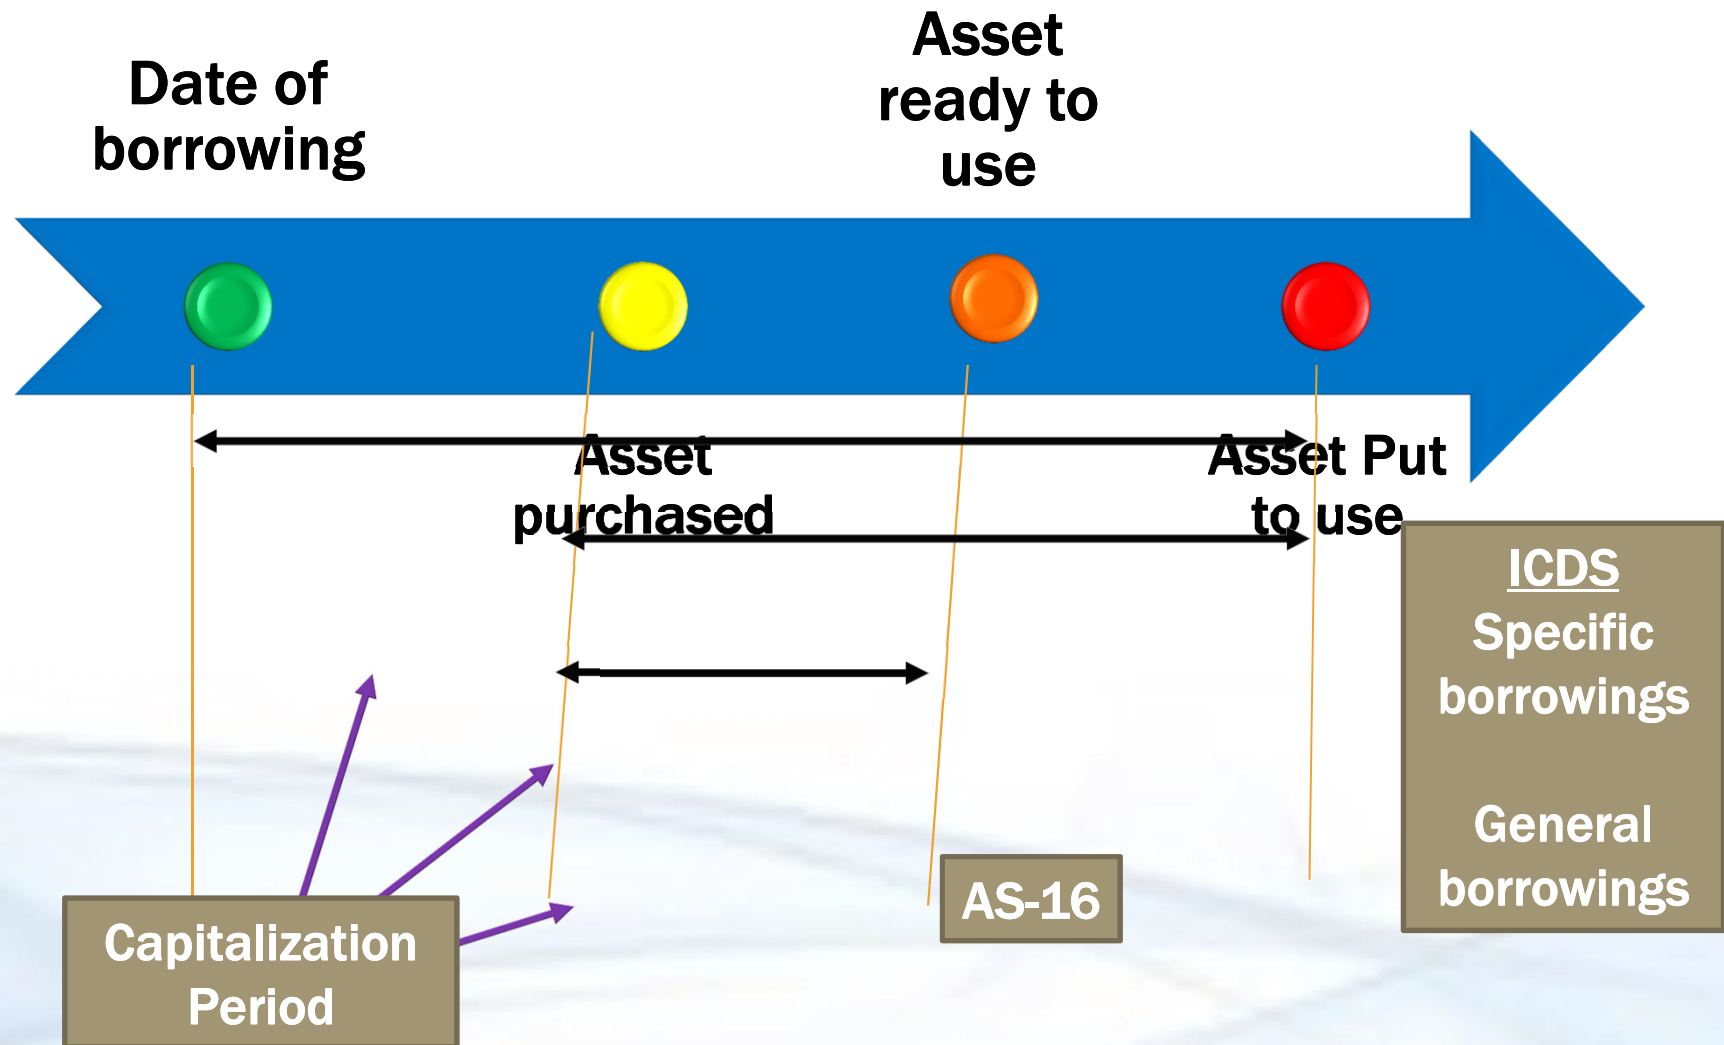 Date of
borrowing
Asset
ready to
use
Asset
purchased
Asset Put
to use
ICDS
Specific
borrowings
General
borrowings
AS-16
Capitalization
Period